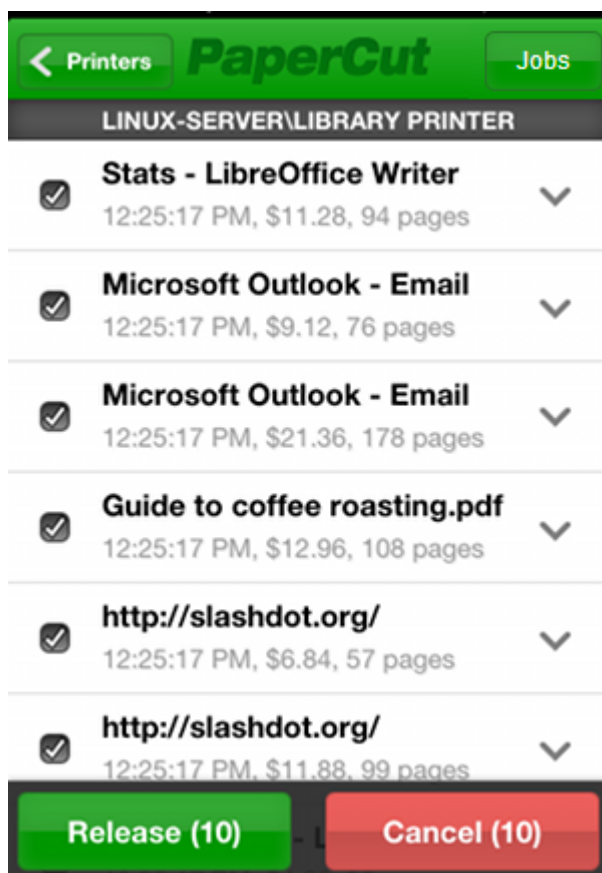 Printers
PaperCut
Jobs
LINUX-SERVER\LIBRARY PRINTER
Stats - LibreOffice Writer
12:25:17 PM, $11.28, 94 pages
Microsoft Outlook - Email
12:25:17 PM, $9.12, 76 pages
Microsoft Outlook - Email
12:25:17 PM, $21.36, 178 pages
Guide to coffee roasting.pdf
12:25:17 PM, $12.96, 108 pages
http://slashdot.org/
12:25:17 PM, $6.84, 57 pages
http://slashdot.org/
12:25:17 PM, $11.88, 99 pages
Release (10)
- L
Cancel (10)